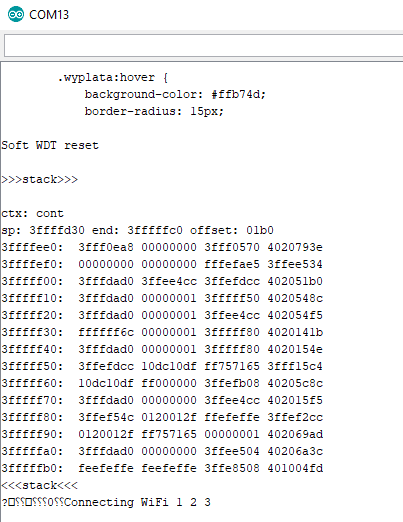 COM13
.wyplata:hover {
background-color: #ffb74d;
border-radius: 15px;
Soft WDT reset
>>>stack>>>
ctx: cont
sp: 3ffffd30 end: 3fffffc0 offset: 01b0
3ffffee0: 3fff0ea8 00000000 3fff0570 4020793e
3ffffef0: 00000000 00000000 fffefae5 3ffee534
3fffff00: 3fffdad0 3ffee4cc 3ffefdcc 402051b0
3fffff10: 3fffdad0 00000001 3fffff50 4020548c
3fffff20: 3fffdad0 00000001 3ffee4cc 402054f5
3fffff30: ffffff6c 00000001 3fffff80 4020141b
3fffff40: 3fffdad0 00000001 3fffff80 4020154e
3fffff50: 3ffefdcc 10dc10df ff757165 3fff15c4
3fffff60: 10dc10df ff000000 3ffefb08 40205c8c
3fffff70: 3fffdad0 00000000 3ffee4cc 402015f5
3fffff80: 3ffef54c 0120012f ffefeffe 3ffef2cc
3fffff90: 0120012f ff757165 00000001 402069ad
3fffffa0: 3fffdad0 00000000 3ffee504 40206a3c
3fffffb0: feefeffe feefeffe 3ffe8508 401004fd
<<<stack<<<
Connecting WiFi 1 2 3